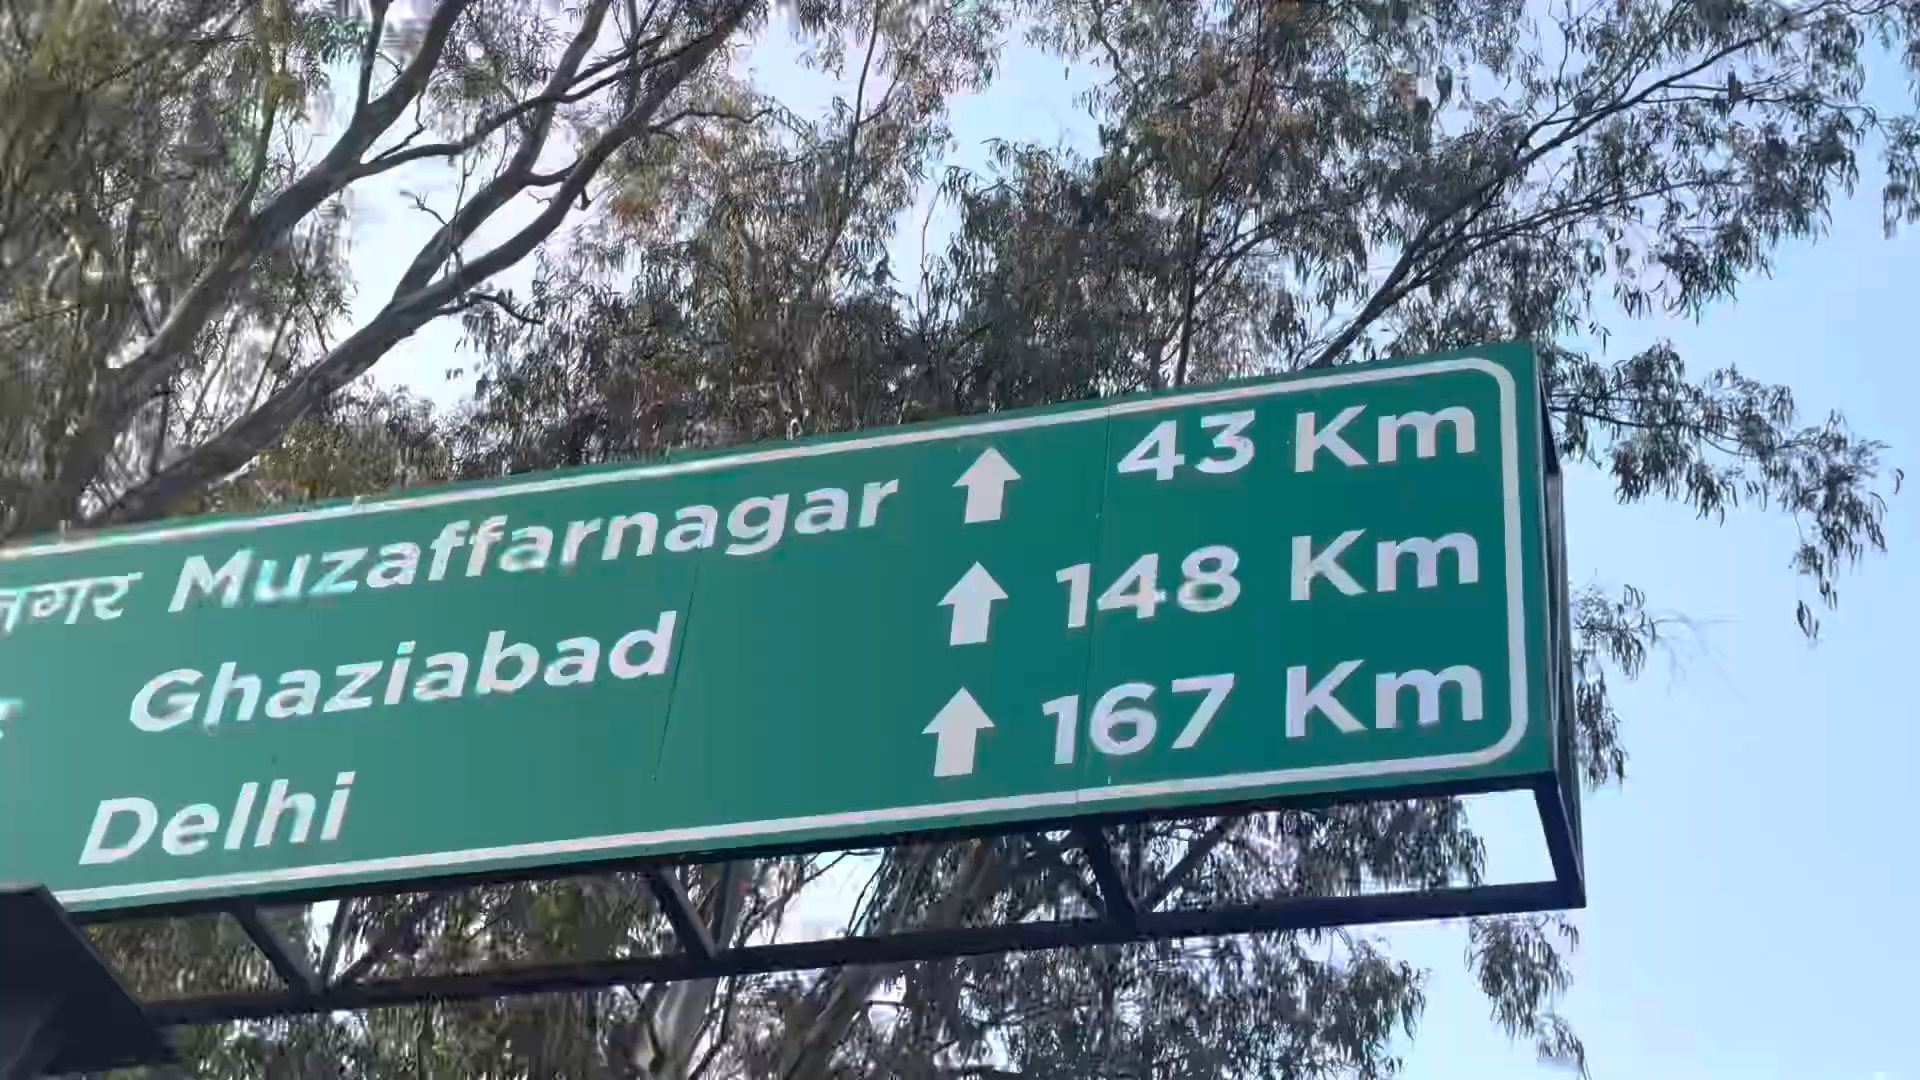 नगर Muzaffarnagar ↑ 43 Km
Ghaziabad ↑ 148 Km
Delhi ↑ 167 Km